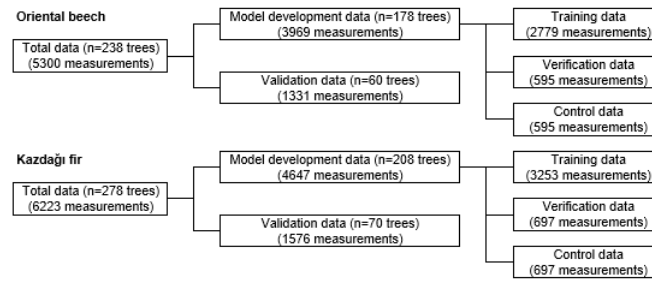 Oriental beech
Total data (n=238 trees)
(5300 measurements)
Model development data (n=178 trees)
(3969 measurements)
Validation data (n=60 trees)
(1331 measurements)
Training data
(2779 measurements)
Verification data
(595 measurements)
Control data
(595 measurements)
Kazdağı fir
Total data (n=278 trees)
(6223 measurements)
Model development data (n=208 trees)
(4647 measurements)
Validation data (n=70 trees)
(1576 measurements)
Training data
(3253 measurements)
Verification data
(697 measurements)
Control data
(697 measurements)